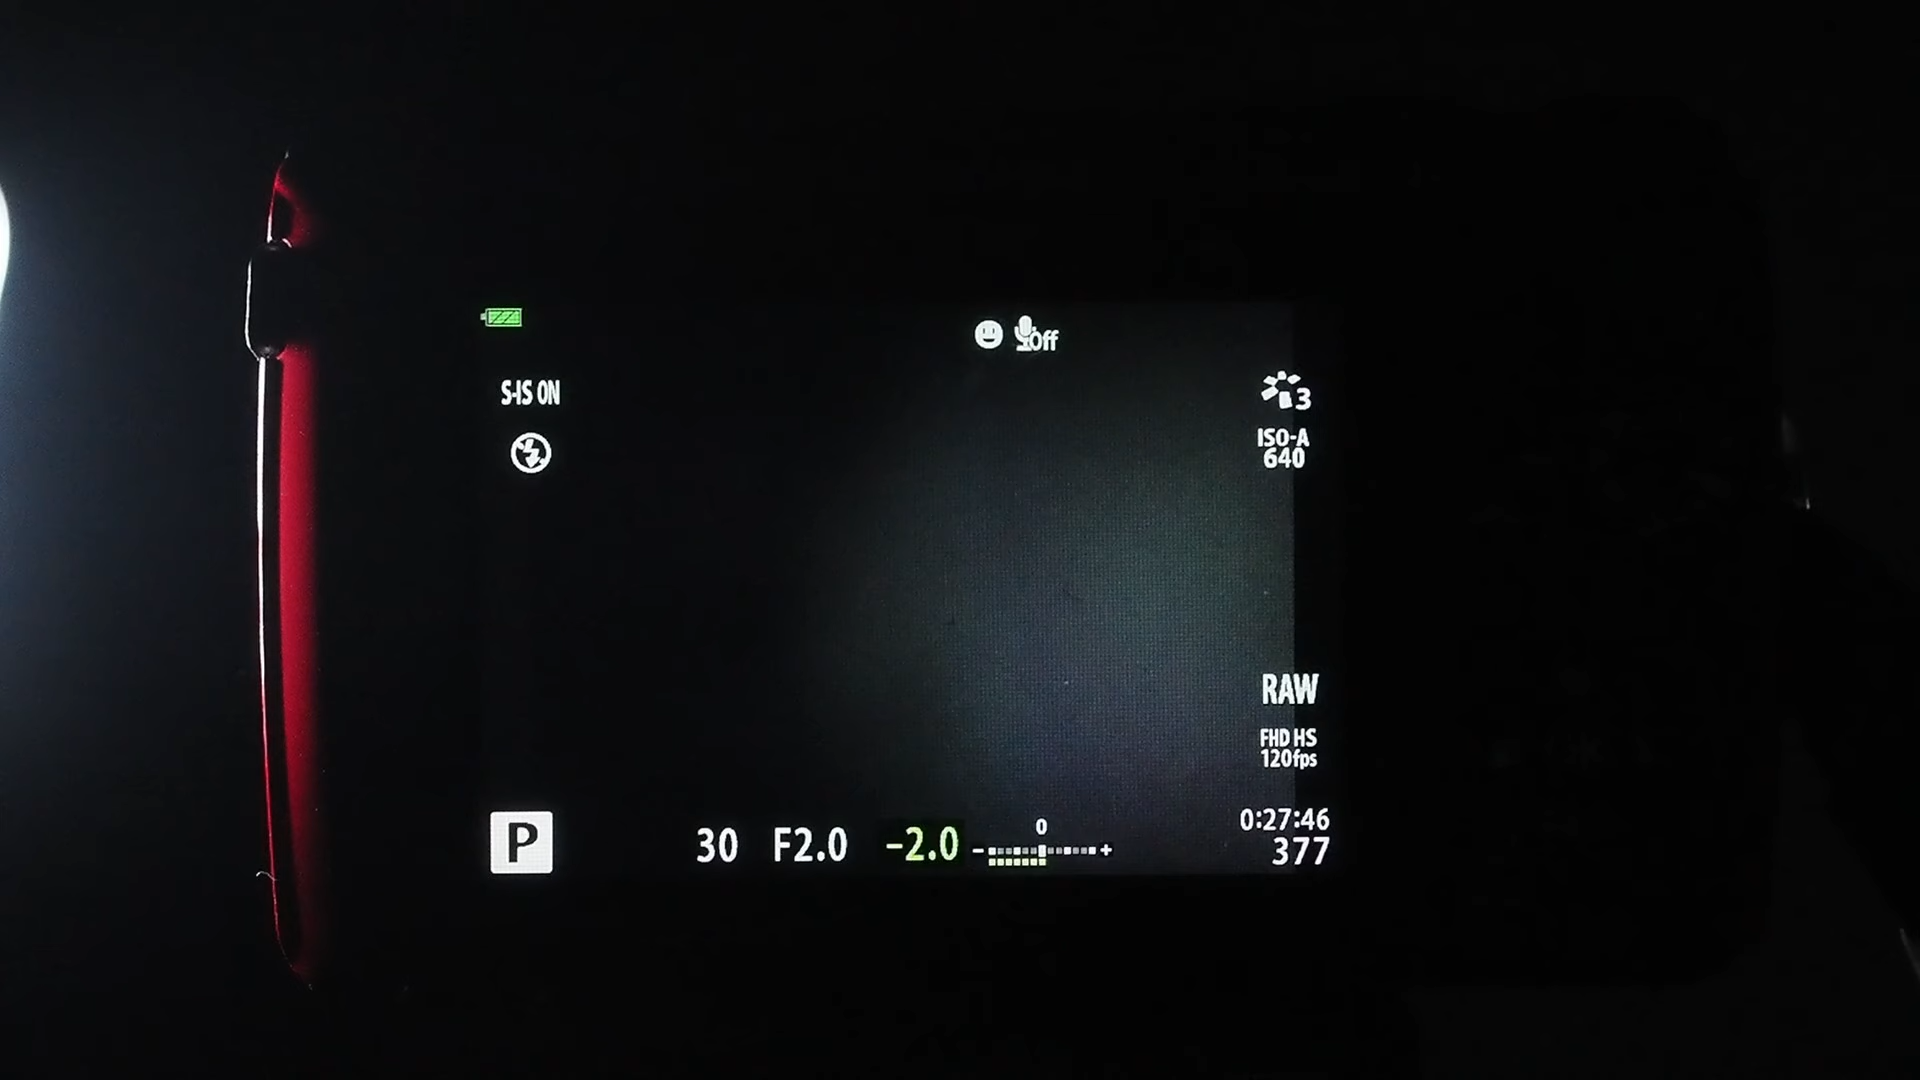 Off
S-IS ON
3
ISO-A
640
RAW
FHD HS
120fps
P 30 F2.0 -2.0 - 0 + 0:27:46
377